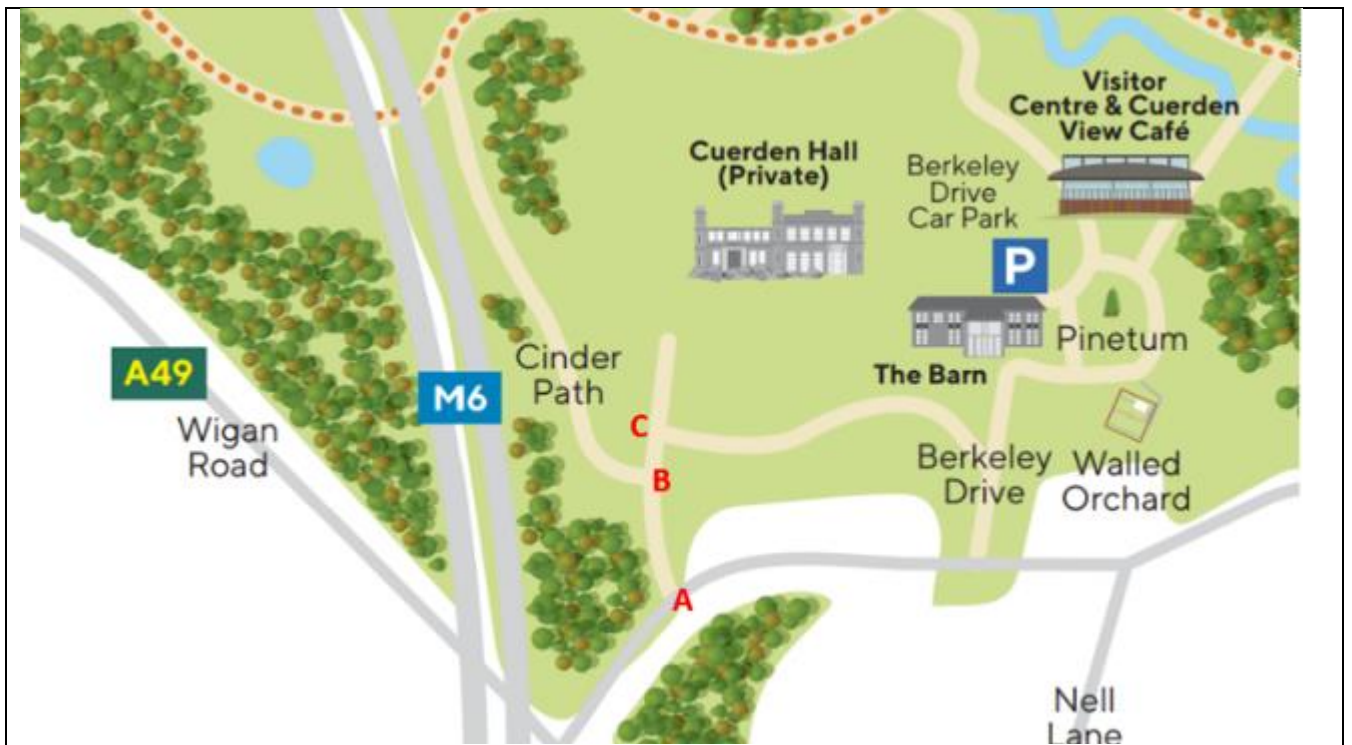 Visitor
Centre & Cuerden
View Café
Cuerden Hall
(Private)
Berkeley
Drive
Car Park
P
Pinetum
The Barn
Cinder
Path
A49
M6
Wigan
Road
C
B
Berkeley
Drive
Walled
Orchard
A
Nell
Lane